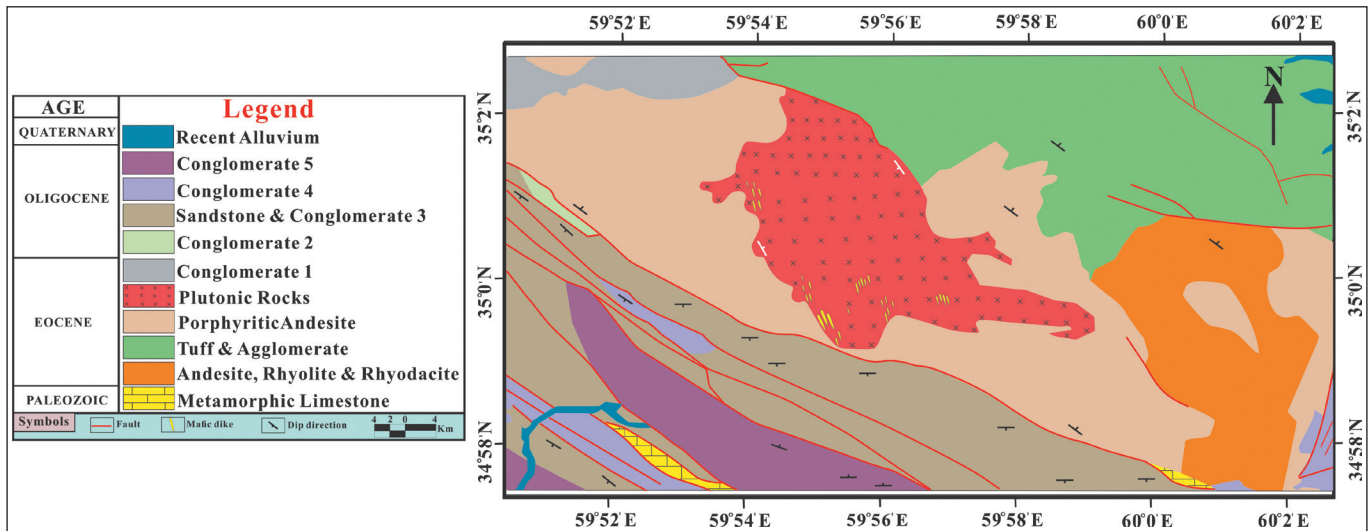 59°52′ E 59°54′ E 59°56′ E 59°58′ E 60°0′ E 60°2′ E
AGE Legend
QUATERNARY Recent Alluvium
OLIGOCENE
Conglomerate 5
Conglomerate 4
Sandstone & Conglomerate 3
Conglomerate 2
EOCENE
Conglomerate 1
Plutonic Rocks
Porphyritic Andesite
Tuff & Agglomerate
Andesite, Rhyolite & Rhyodacite
PALEOZOIC Metamorphic Limestone
Symbols Fault Mafic dike Dip direction 4 2 0 4 Km
N
35°2′ N 35°2′ N
35°0′ N 35°0′ N
34°58′ N 34°58′ N
59°52′ E 59°54′ E 59°56′ E 59°58′ E 60°0′ E 60°2′ E